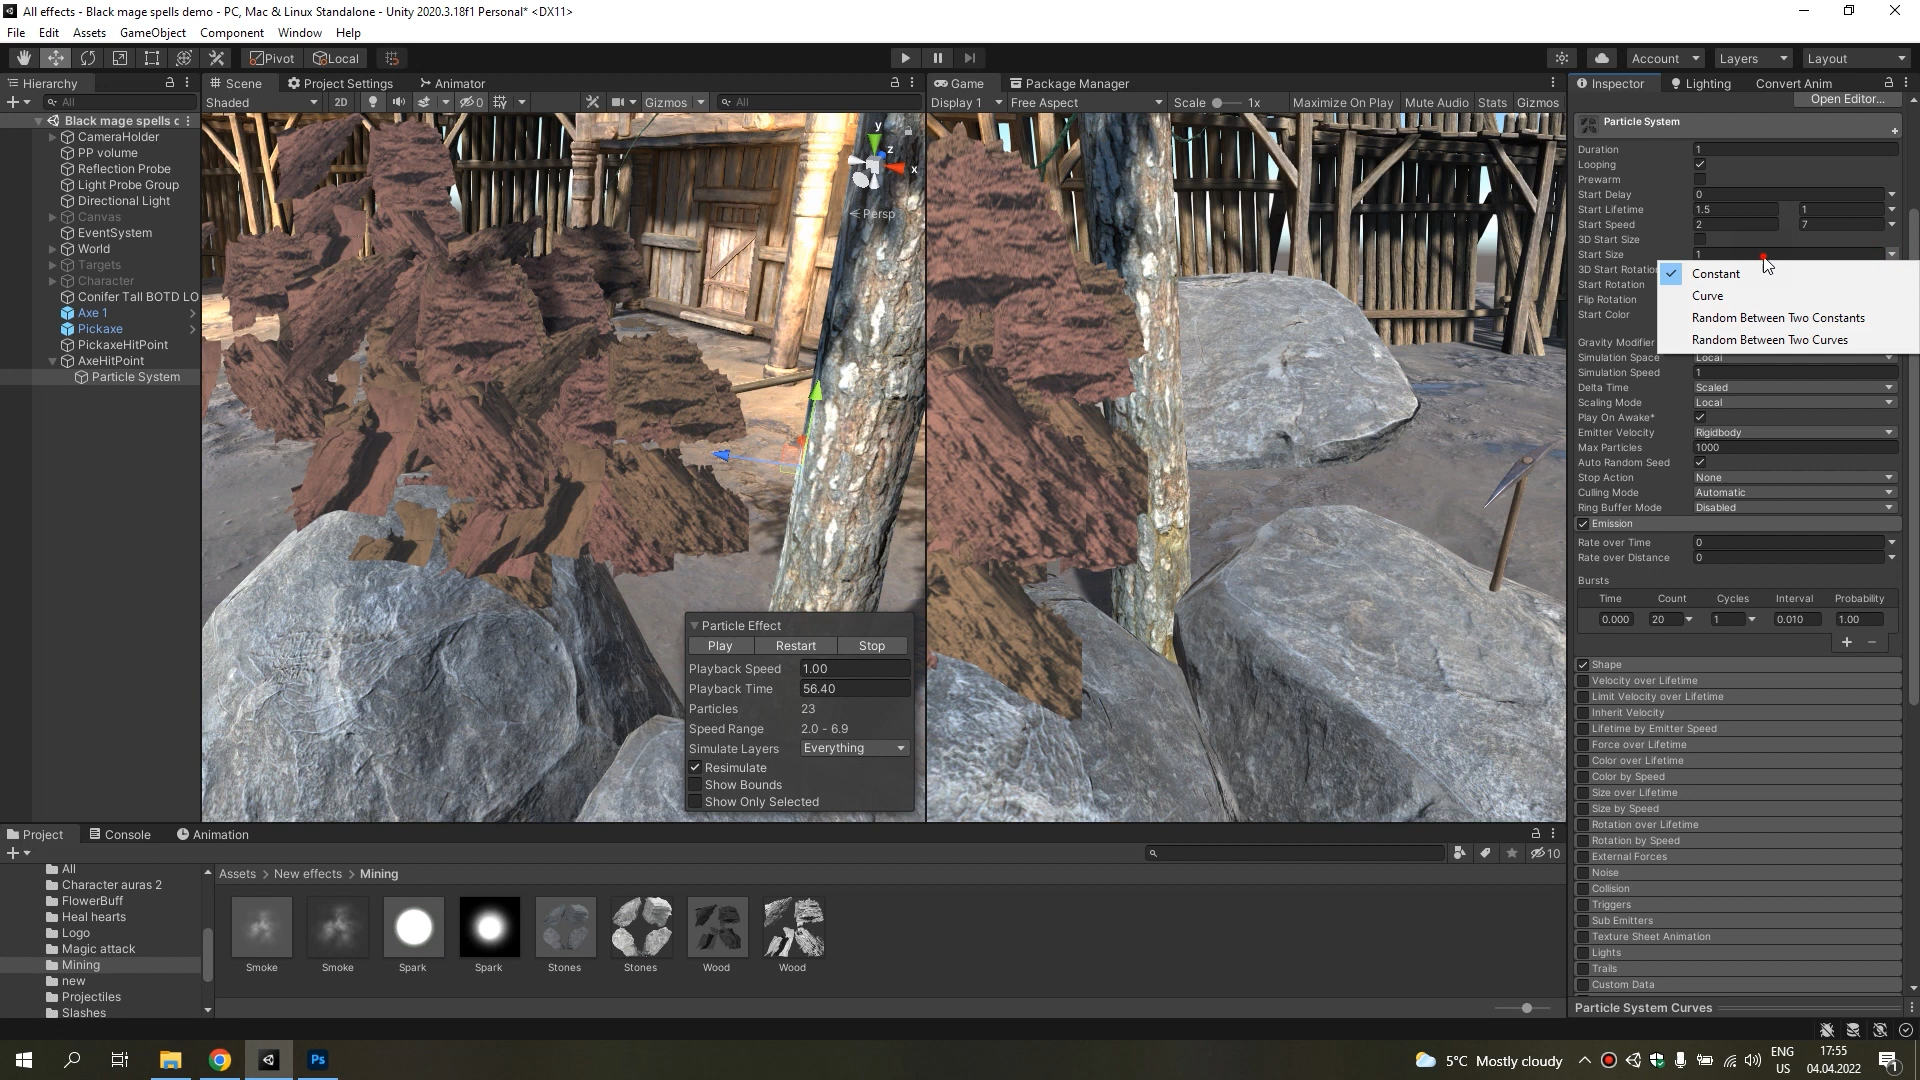 All effects - Black mage spells demo - PC, Mac & Linux Standalone - Unity 2020.3.18f1 Personal* <DX11>
File Edit Assets GameObject Component Window Help
Pivot Local Account Layers Layout
Hierarchy Scene Project Settings Animator Game Package Manager Inspector Lighting Convert Anim
All Shaded 2D 0 Gizmos All Display 1 Free Aspect Scale 1x Maximize On Play Mute Audio Stats Gizmos Open Editor...
Black mage spells c
CameraHolder
PP volume
Reflection Probe
Light Probe Group
Directional Light
Canvas
EventSystem
World
Targets
Character
Conifer Tall BOTD LO
Axe 1
Pickaxe
PickaxeHitPoint
AxeHitPoint
Particle System
y
z
x
Persp
Particle Effect
Play Restart Stop
Playback Speed 1.00
Playback Time 56.40
Particles 23
Speed Range 2.0 - 6.9
Simulate Layers Everything
Resimulate
Show Bounds
Show Only Selected
Particle System
Duration 1
Looping
Prewarm
Start Delay 0
Start Lifetime 1.5 1
Start Speed 2 7
3D Start Size
Start Size 1
3D Start Rotation
Start Rotation
Flip Rotation
Start Color
Constant
Curve
Random Between Two Constants
Random Between Two Curves
Gravity Modifier
Simulation Space Local
Simulation Speed 1
Delta Time Scaled
Scaling Mode Local
Play On Awake*
Emitter Velocity Rigidbody
Max Particles 1000
Auto Random Seed
Stop Action None
Culling Mode Automatic
Ring Buffer Mode Disabled
Emission
Rate over Time 0
Rate over Distance 0
Bursts
Time Count Cycles Interval Probability
0.000 20 1 0.010 1.00
Shape
Velocity over Lifetime
Limit Velocity over Lifetime
Inherit Velocity
Lifetime by Emitter Speed
Force over Lifetime
Color over Lifetime
Color by Speed
Size over Lifetime
Size by Speed
Rotation over Lifetime
Rotation by Speed
External Forces
Noise
Collision
Triggers
Sub Emitters
Texture Sheet Animation
Lights
Trails
Custom Data
Particle System Curves
Project Console Animation
10
All
Character auras 2
FlowerBuff
Heal hearts
Logo
Magic attack
Mining
new
Projectiles
Slashes
Assets > New effects > Mining
Smoke Smoke Spark Spark Stones Stones Wood Wood
Ps
5°C Mostly cloudy
ENG
US
17:55
04.04.2022
1